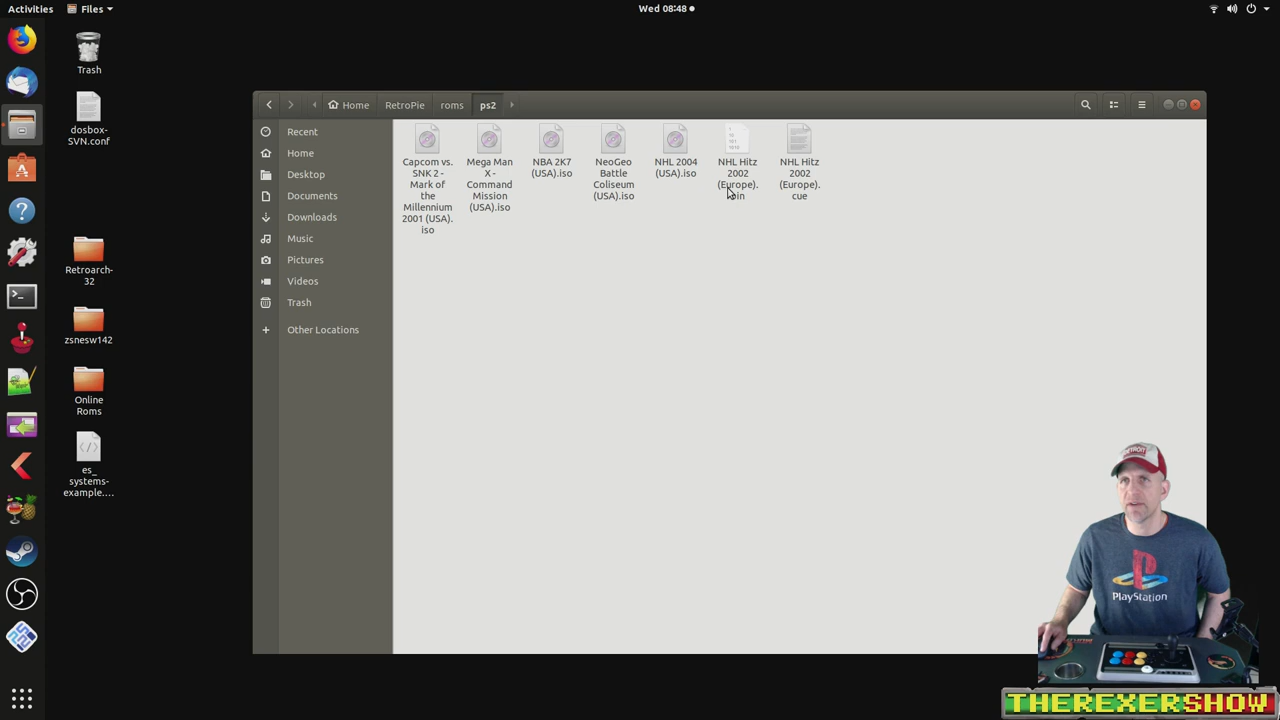 Activities Files Wed 08:48
Trash
dosbox-
SVN.conf
Retroarch-
32
zsnesw142
Online
Roms
es_
systems-
example....
Home RetroPie roms ps2
Recent
Home
Desktop
Documents
Downloads
Music
Pictures
Videos
Trash
Other Locations
Capcom vs.
SNK 2 -
Mark of
the
Millennium
2001 (USA).
iso
Mega Man
X -
Command
Mission
(USA).iso
NBA 2K7
(USA).iso
NeoGeo
Battle
Coliseum
(USA).iso
NHL 2004
(USA).iso
NHL Hitz
2002
(Europe).
bin
NHL Hitz
2002
(Europe).
cue
DETROIT
PlayStation
THEREXERSHOW